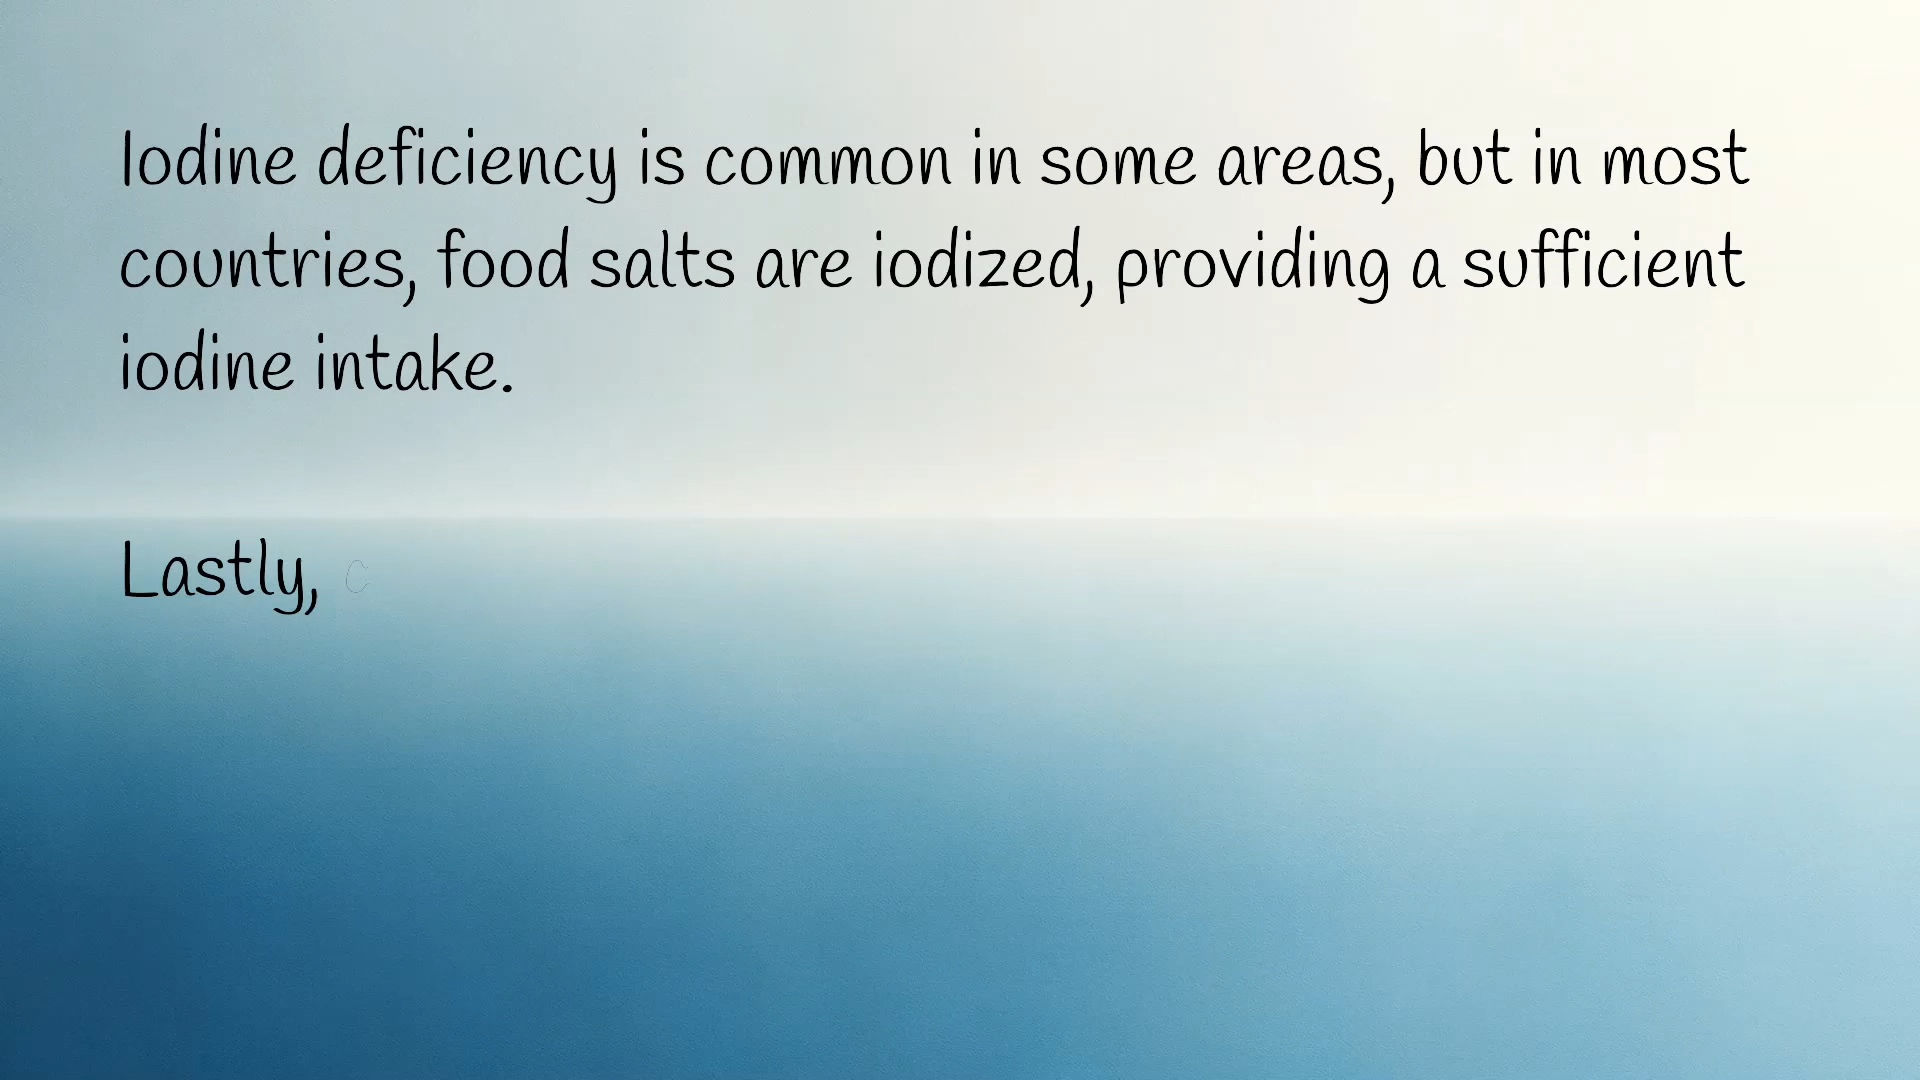 Iodine deficiency is common in some areas, but in most
countries, food salts are iodized, providing a sufficient
iodine intake.
Lastly,